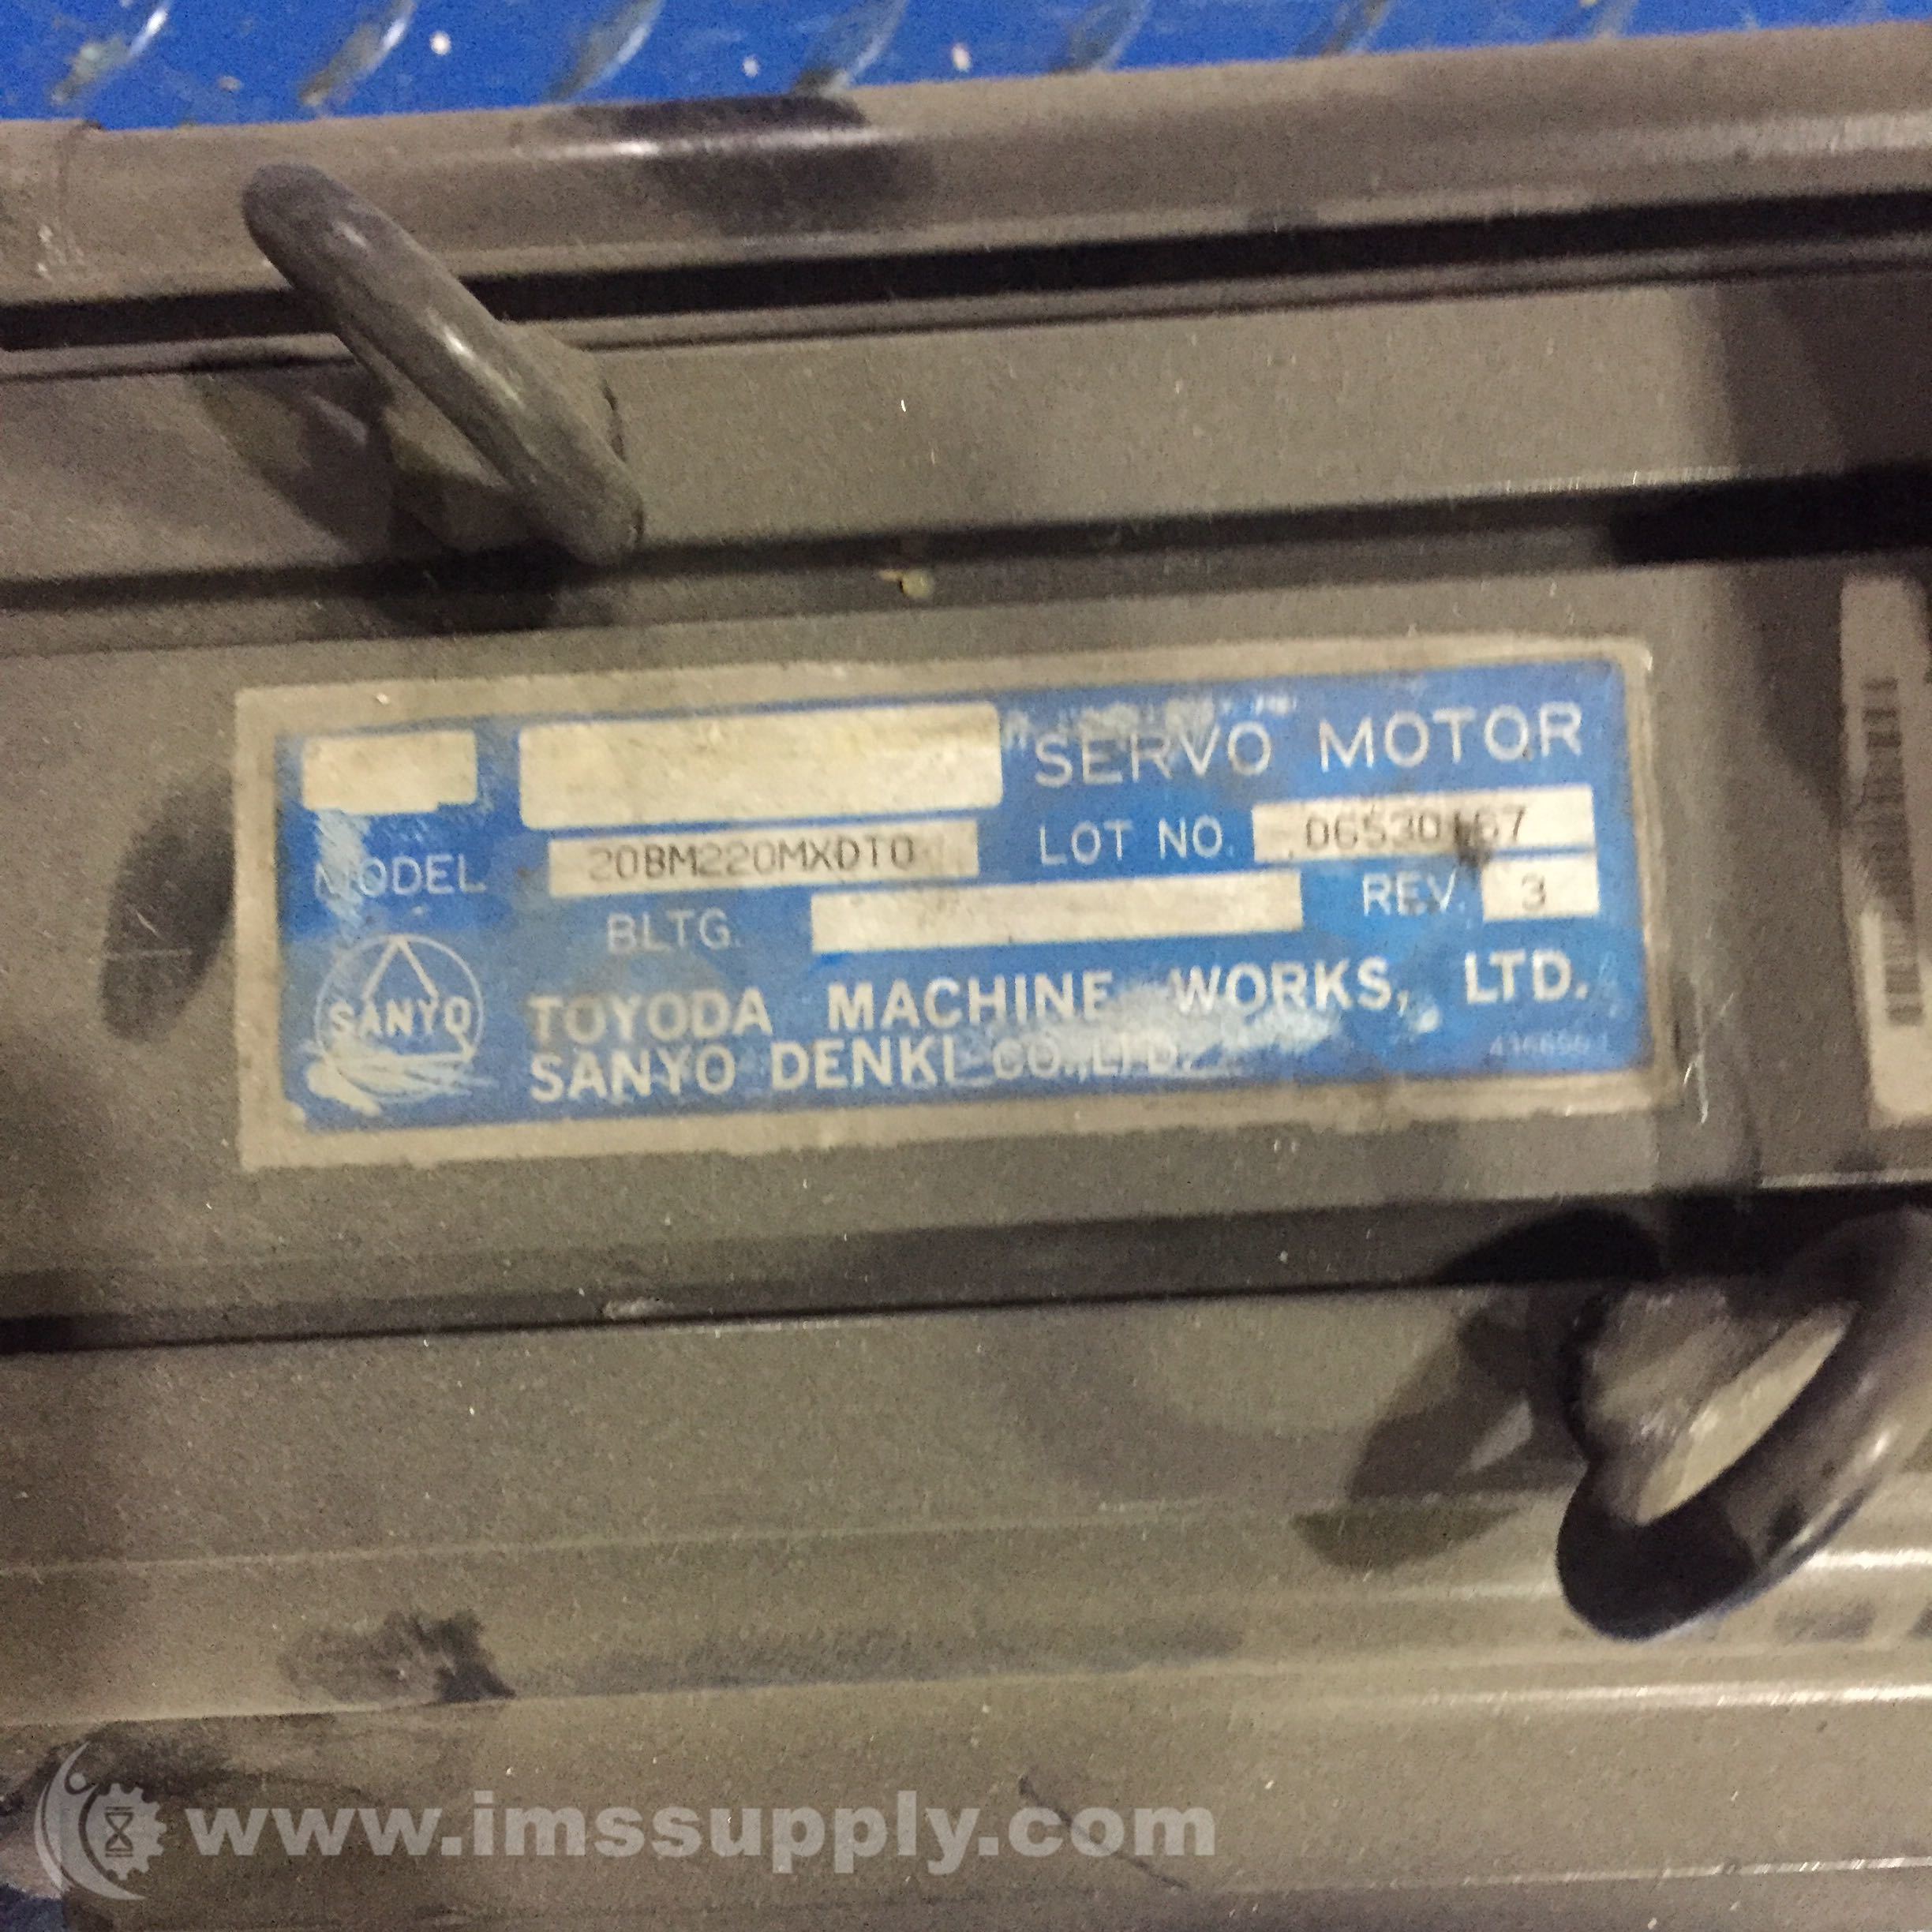 SERVO MOTOR
MODEL 20BM220MXDT0 LOT NO. 06530167
BLTG. REV. 3
SANYO TOYODA MACHINE WORKS, LTD.
SANYO DENKI CO.,LTD.
www.imssupply.com